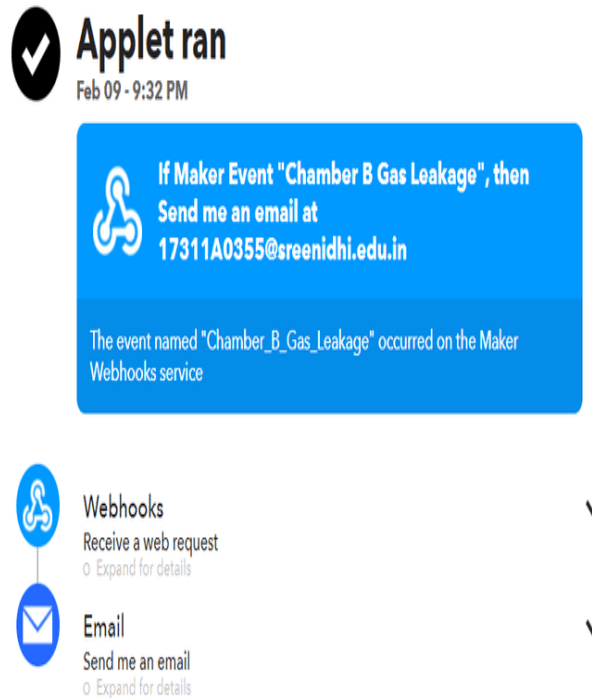 Applet ran
Feb 09 - 9:32 PM
If Maker Event "Chamber B Gas Leakage", then
Send me an email at
17311A0355@sreenidhi.edu.in
The event named "Chamber_B_Gas_Leakage" occurred on the Maker
Webhooks service
Webhooks
Receive a web request
Expand for details
Email
Send me an email
Expand for details